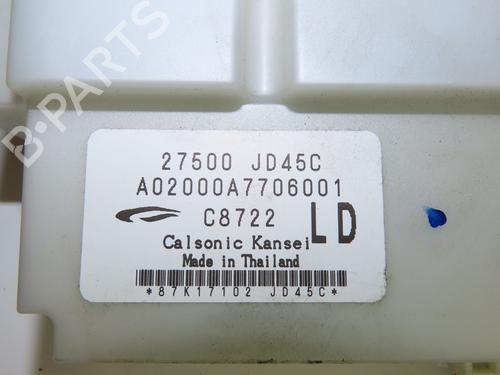 27500 JD45C
A02000A7706001
C8722
LD
Calsonic Kansei
Made in Thailand
*87K17102 JD45C*
B-PARTS